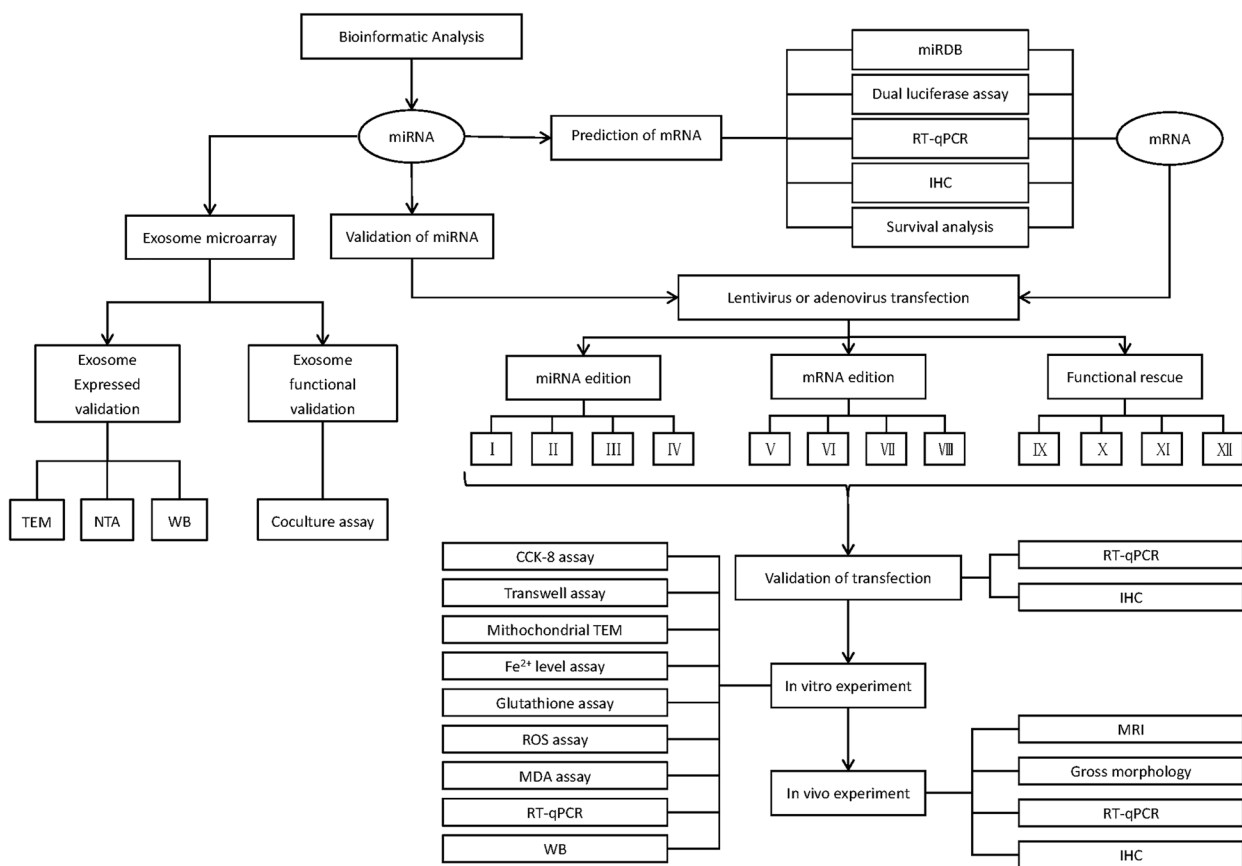 Bioinformatic Analysis
miRNA
Prediction of mRNA
miRDB
Dual luciferase assay
RT-qPCR
IHC
Survival analysis
mRNA
Exosome microarray
Validation of miRNA
Lentivirus or adenovirus transfection
Exosome
Expressed
validation
Exosome
functional
validation
miRNA edition
mRNA edition
Functional rescue
Ⅰ
Ⅱ
Ⅲ
Ⅳ
Ⅴ
Ⅵ
Ⅶ
Ⅷ
Ⅸ
Ⅹ
Ⅺ
Ⅻ
TEM
NTA
WB
Coculture assay
Validation of transfection
RT-qPCR
IHC
CCK-8 assay
Transwell assay
Mithochondrial TEM
Fe²⁺ level assay
Glutathione assay
ROS assay
MDA assay
RT-qPCR
WB
In vitro experiment
In vivo experiment
MRI
Gross morphology
RT-qPCR
IHC